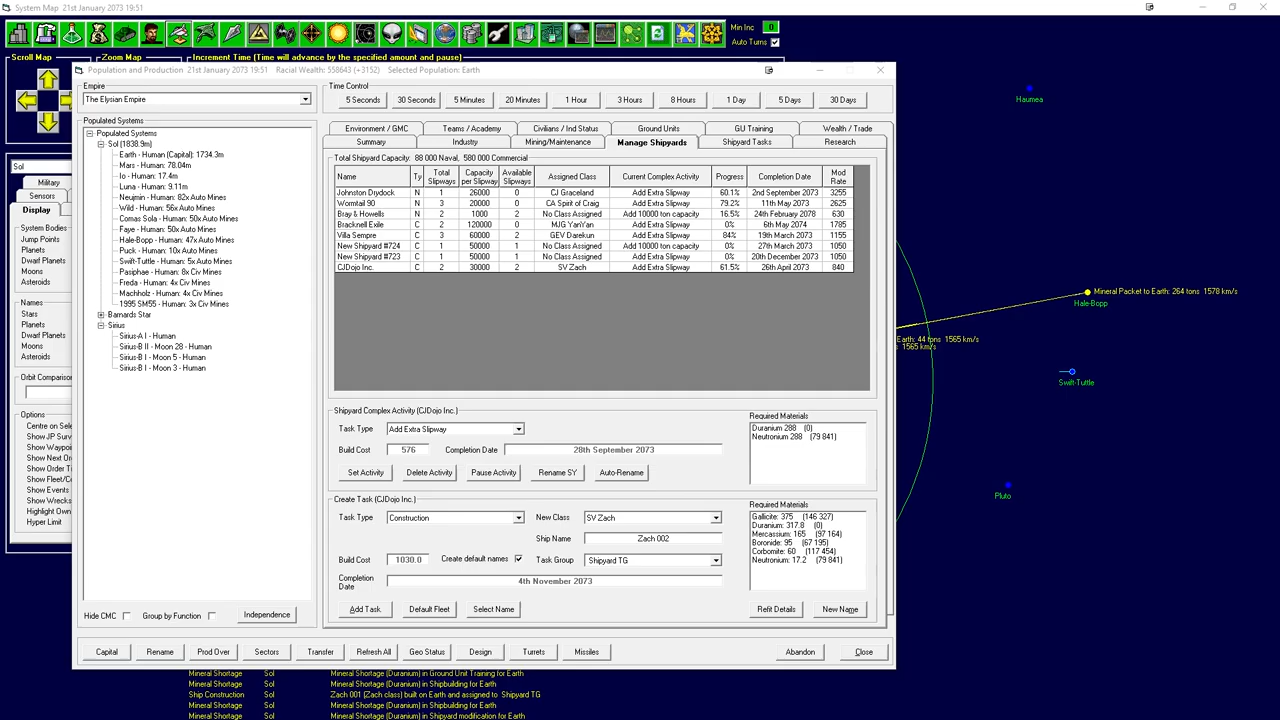 System Map   21st January 2073 19:51
Min Inc 0
Auto Turns
Scroll Map
Zoom Map
Increment Time (Time will advance by the specified amount and pause)
Population and Production   21st January 2073 19:51   Racial Wealth: 558643 (+3152)   Selected Population: Earth
Empire
The Elysian Empire
Time Control
5 Seconds   30 Seconds   5 Minutes   20 Minutes   1 Hour   3 Hours   8 Hours   1 Day   5 Days   30 Days
Environment / GMC   Teams / Academy   Civilians / Ind Status   Ground Units   GU Training   Wealth / Trade
Summary   Industry   Mining/Maintenance   Manage Shipyards   Shipyard Tasks   Research
Populated Systems
Populated Systems
Sol (1838.9m)
Earth - Human (Capital): 1734.3m
Mars - Human: 78.04m
Io - Human: 17.4m
Luna - Human: 9.11m
Neujmin - Human: 82x Auto Mines
Wild - Human: 56x Auto Mines
Comas Sola - Human: 50x Auto Mines
Faye - Human: 50x Auto Mines
Hale-Bopp - Human: 47x Auto Mines
Puck - Human: 10x Auto Mines
Swift-Tuttle - Human: 5x Auto Mines
Pasiphae - Human: 8x Civ Mines
Freda - Human: 4x Civ Mines
Machholz - Human: 4x Civ Mines
1995 SM55 - Human: 3x Civ Mines
Barnards Star
Sirius
Sirius-A I - Human
Sirius-B II - Moon 28 - Human
Sirius-B I - Moon 5 - Human
Sirius-B I - Moon 3 - Human
Hide CMC
Group by Function
Independence
Total Shipyard Capacity:  88 000 Naval,  580 000 Commercial
Name   Ty   Total Slipways   Capacity per Slipway   Available Slipways   Assigned Class   Current Complex Activity   Progress   Completion Date   Mod Rate
Johnston Drydock   N   1   26000   0   CJ Graceland   Add Extra Slipway   60.1%   2nd September 2073   3255
Womtail 90   N   3   20000   0   CA Spirit of Craig   Add Extra Slipway   79.2%   11th May 2073   2625
Bray & Howells   N   2   1000   2   No Class Assigned   Add 10000 ton capacity   16.5%   24th February 2078   630
Bracknell Exile   C   2   120000   0   MJG YanYan   Add Extra Slipway   0%   6th May 2074   1785
Villa Sempre   C   3   60000   2   GEV Darekun   Add Extra Slipway   84%   19th March 2073   1155
New Shipyard #724   C   1   50000   1   No Class Assigned   Add 10000 ton capacity   0%   27th March 2073   1050
New Shipyard #723   C   1   50000   1   No Class Assigned   Add Extra Slipway   0%   20th December 2073   1050
CJDojo Inc.   C   2   30000   2   SV Zach   Add Extra Slipway   61.5%   26th April 2073   840
Shipyard Complex Activity (CJDojo Inc.)
Task Type   Add Extra Slipway
Build Cost   576   Completion Date   28th September 2073
Set Activity   Delete Activity   Pause Activity   Rename SY   Auto-Rename
Required Materials
Duranium 288   (0)
Neutronium 288   (79 841)
Create Task (CJDojo Inc.)
Task Type   Construction   New Class   SV Zach
Ship Name   Zach 002
Build Cost   1030.0   Create default names   Task Group   Shipyard TG
Completion Date   4th November 2073
Add Task   Default Fleet   Select Name   Refit Details   New Name
Required Materials
Gallicite: 375   (146 327)
Duranium: 317.8   (0)
Mercassium: 165   (97 164)
Boronide: 95   (67 195)
Corbomite: 60   (117 454)
Neutronium: 17.2   (79 841)
Capital   Rename   Prod Over   Sectors   Transfer   Refresh All   Geo Status   Design   Turrets   Missiles   Abandon   Close
Sol
Military
Sensors
Display
System Bodies
Jump Points
Planets
Dwarf Planets
Moons
Asteroids
Names
Stars
Planets
Dwarf Planets
Moons
Asteroids
Orbit Comparison
Options
Centre on Sele
Show JP Surv
Show Waypoi
Show Next Or
Show Order Ti
Show Fleet/Co
Show Events
Show Wrecks
Highlight Own
Hyper Limit
Haumea
Mineral Packet to Earth: 264 tons  1578 km/s
Hale-Bopp
Earth: 44 tons  1565 km/s
s  1565 km/s
Swift-Tuttle
Pluto
Mineral Shortage   Sol   Mineral Shortage (Duranium) in Ground Unit Training for Earth
Mineral Shortage   Sol   Mineral Shortage (Duranium) in Shipbuilding for Earth
Ship Construction   Sol   Zach 001 (Zach class) built on Earth and assigned to  Shipyard TG
Mineral Shortage   Sol   Mineral Shortage (Duranium) in Shipbuilding for Earth
Mineral Shortage   Sol   Mineral Shortage (Duranium) in Shipyard modification for Earth